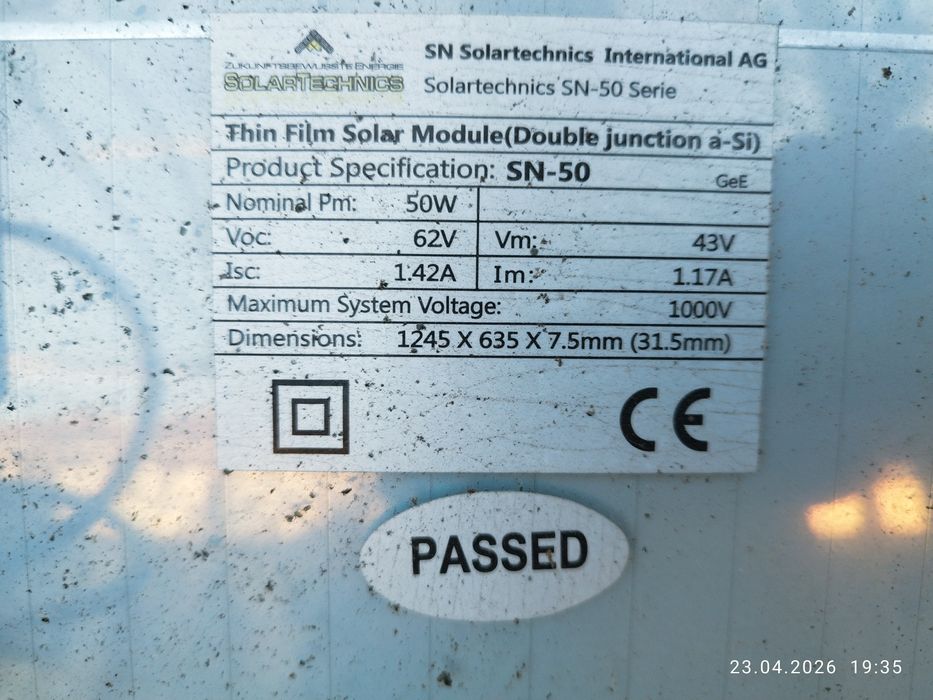 SN Solartechnics International AG
ZUKUNFTSBEWUSSTE ENERGIE
SOLARTECHNICS
Solartechnics SN-50 Serie
Thin Film Solar Module(Double junction a-Si)
Product Specification: SN-50 GeE
Nominal Pm: 50W
Voc: 62V Vm: 43V
Isc: 1.42A Im: 1.17A
Maximum System Voltage: 1000V
Dimensions: 1245 X 635 X 7.5mm (31.5mm)
CE
PASSED
23.04.2026 19:35